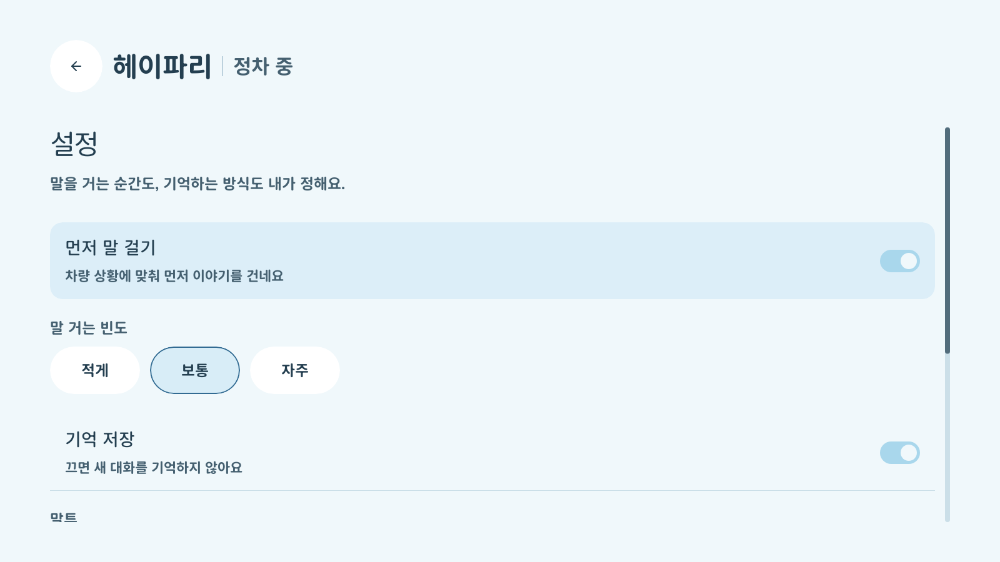 헤이파리
정차 중
설정
말을 거는 순간도, 기억하는 방식도 내가 정해요.
먼저 말 걸기
차량 상황에 맞춰 먼저 이야기를 건네요
말 거는 빈도
적게
보통
자주
기억 저장
끄면 새 대화를 기억하지 않아요
말투